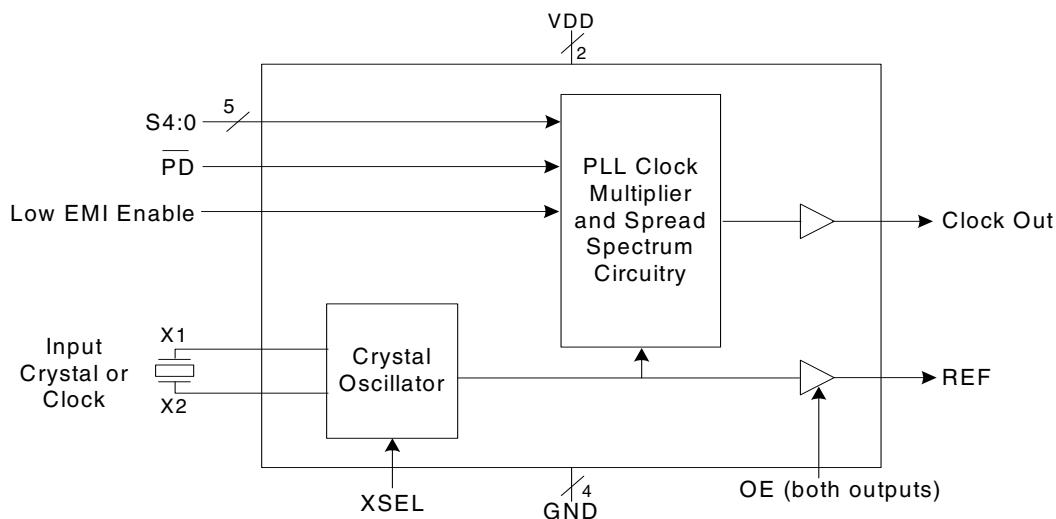 VDD
2
S4:0
5
PD
Low EMI Enable
PLL Clock
Multiplier
and Spread
Spectrum
Circuitry
Clock Out
Input
Crystal or
Clock
X1
X2
Crystal
Oscillator
REF
XSEL
4
GND
OE (both outputs)